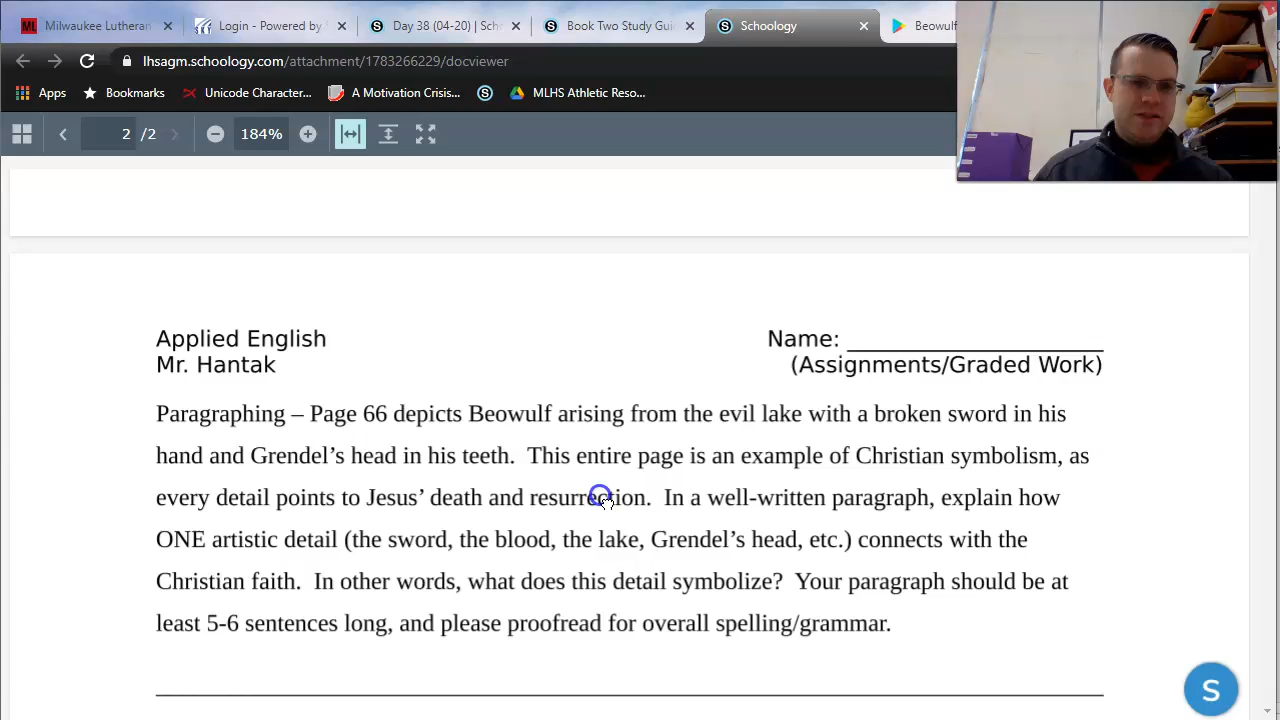 Milwaukee Lutheran
Login - Powered by
Day 38 (04-20) | Sch
Book Two Study Gui
Schoology
Beowulf
lhsagm.schoology.com/attachment/1783266229/docviewer
Apps
Bookmarks
Unicode Character...
A Motivation Crisis...
MLHS Athletic Reso...
2 /2
184%
Applied English
Name: ____________________
Mr. Hantak
(Assignments/Graded Work)
Paragraphing – Page 66 depicts Beowulf arising from the evil lake with a broken sword in his
hand and Grendel’s head in his teeth.  This entire page is an example of Christian symbolism, as
every detail points to Jesus’ death and resurrection.  In a well-written paragraph, explain how
ONE artistic detail (the sword, the blood, the lake, Grendel’s head, etc.) connects with the
Christian faith.  In other words, what does this detail symbolize?  Your paragraph should be at
least 5-6 sentences long, and please proofread for overall spelling/grammar.
S